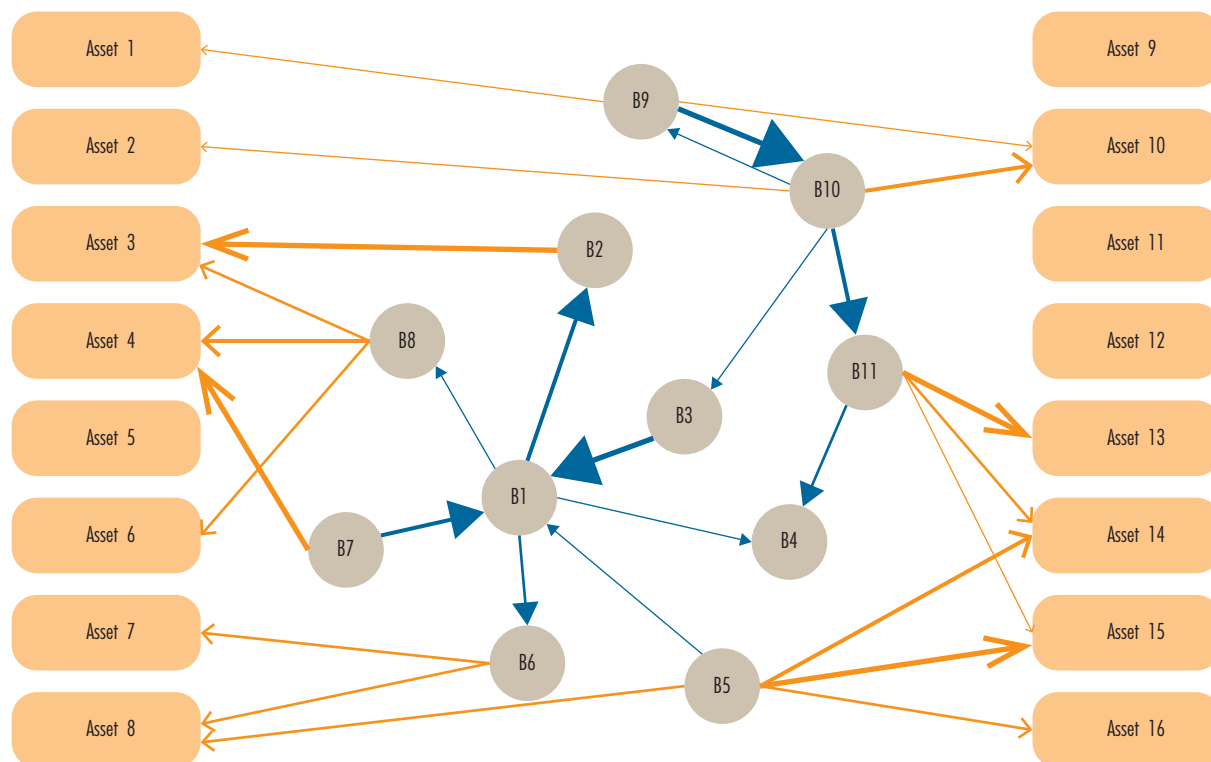 Asset 1
Asset 9
B9
Asset 2
Asset 10
B10
Asset 3
B2
Asset 11
Asset 4
B8
Asset 12
B11
B3
Asset 5
Asset 13
B1
Asset 6
B7
B4
Asset 14
Asset 7
Asset 15
B6
B5
Asset 8
Asset 16